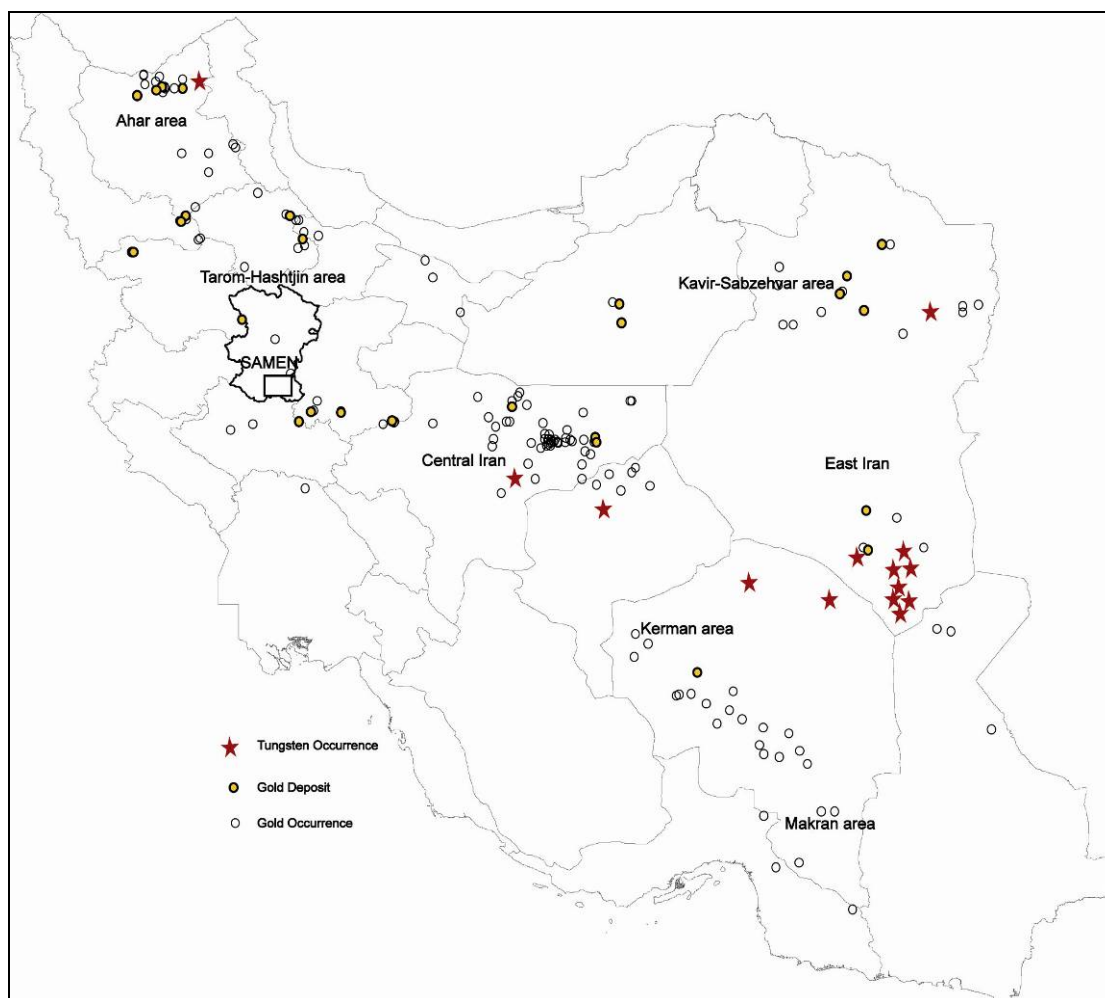 Ahar area
Tarom-Hashtjin area
Kavir-Sabzehvar area
SAMEN
Central Iran
East Iran
Kerman area
Tungsten Occurrence
Gold Deposit
Gold Occurrence
Makran area